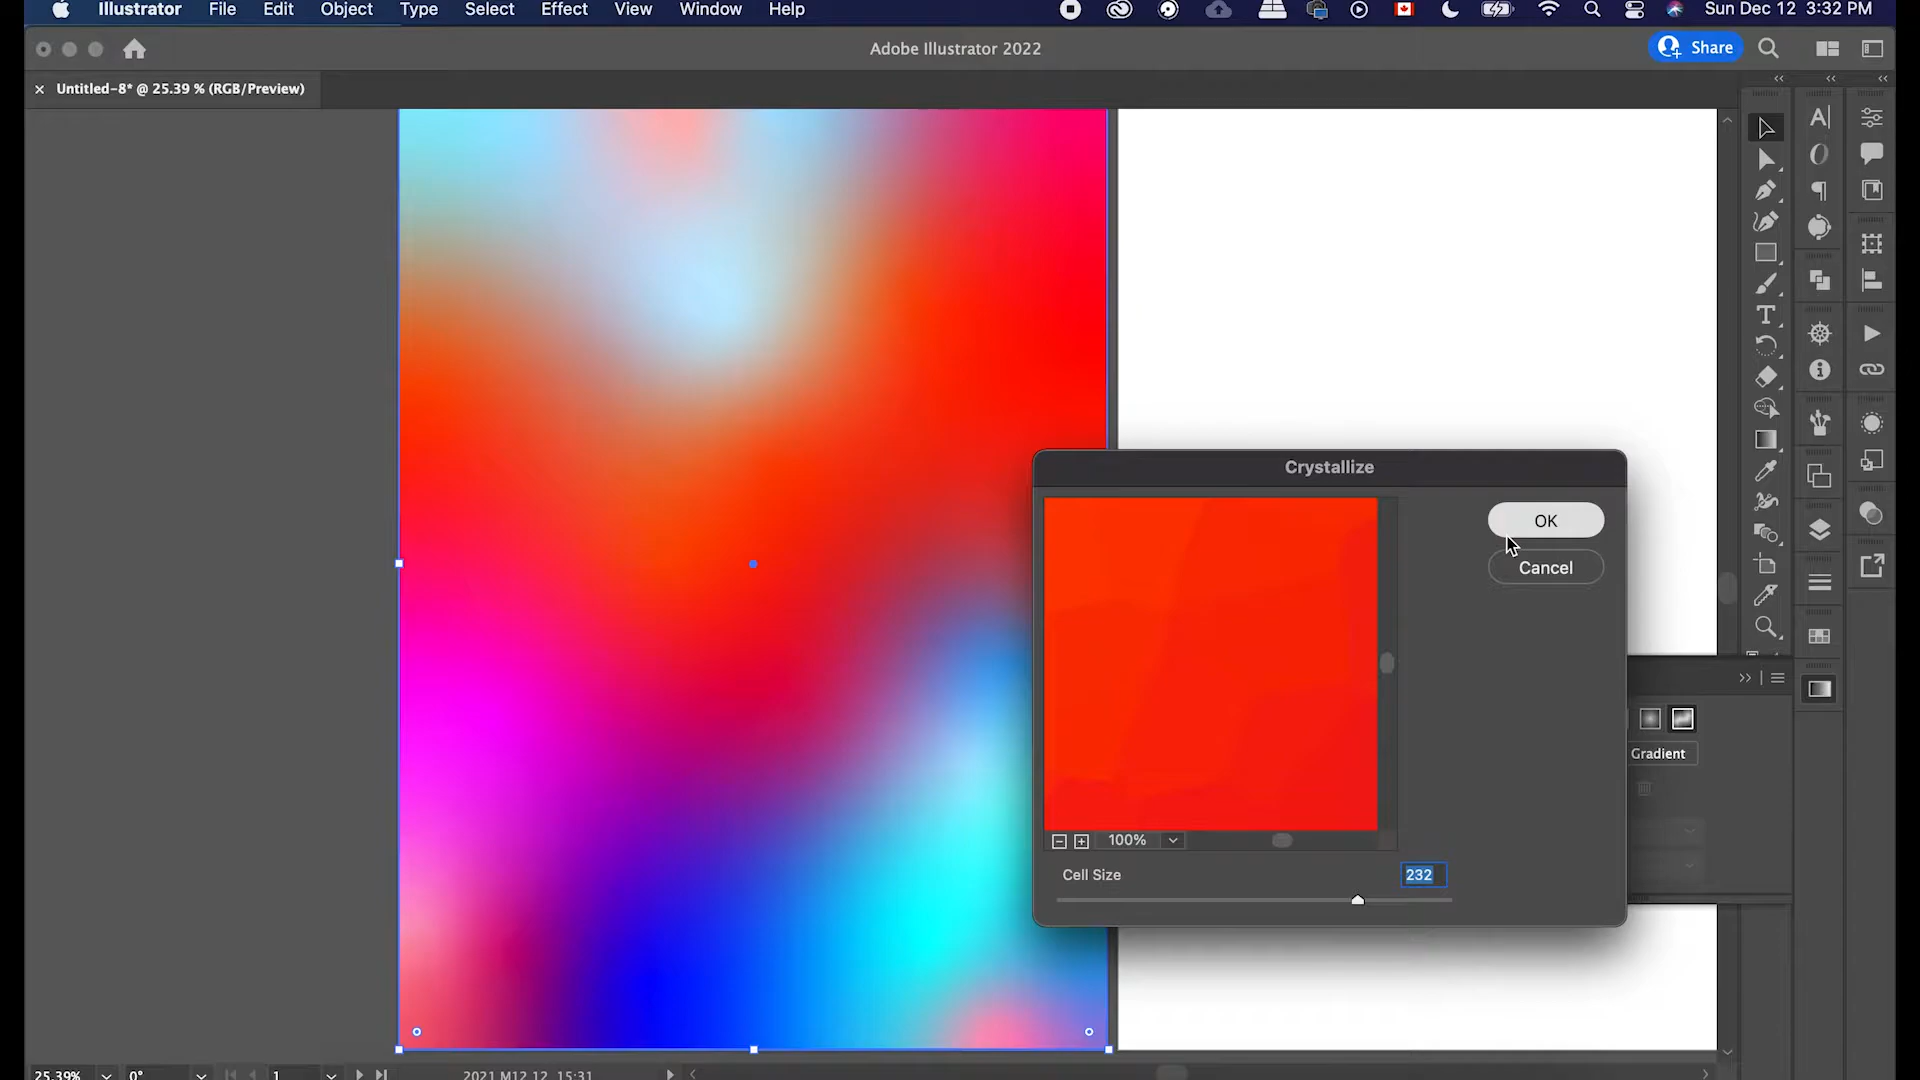 Illustrator File Edit Object Type Select Effect View Window Help Sun Dec 12 3:32 PM
Adobe Illustrator 2022
Share
× Untitled-8* @ 25.39 % (RGB/Preview)
Crystallize
OK
Cancel
Gradient
100%
Cell Size 232
25.39% 0° 1 2021 M12 12, 15:31